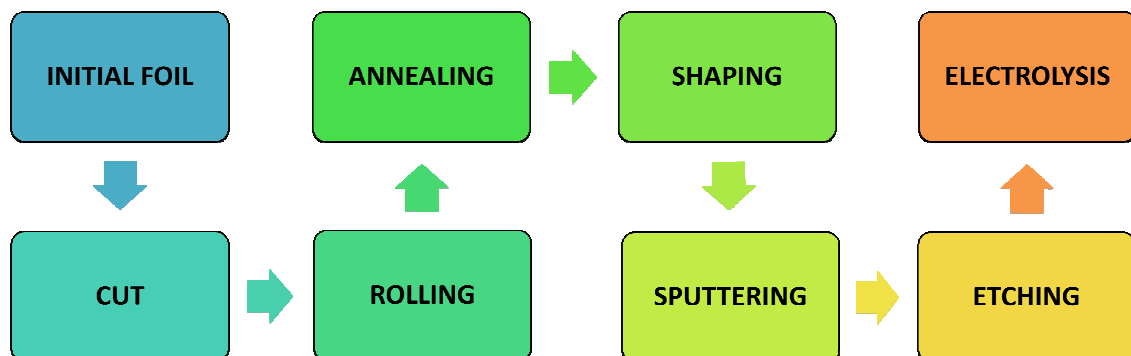 INITIAL FOIL
CUT
ROLLING
ANNEALING
SHAPING
SPUTTERING
ETCHING
ELECTROLYSIS